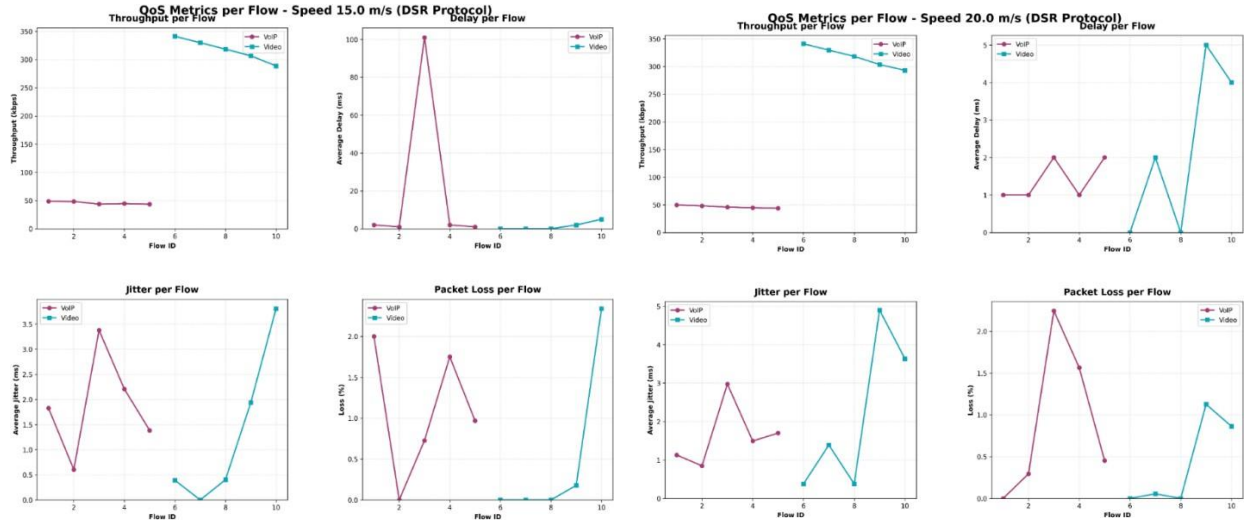 QoS Metrics per Flow - Speed 15.0 m/s (DSR Protocol)
Throughput per Flow
VoIP
Video
350
300
250
200
150
100
50
0
Throughput (kbps)
2 4 6 8 10
Flow ID
Delay per Flow
VoIP
Video
100
80
60
40
20
0
Average Delay (ms)
2 4 6 8 10
Flow ID
Jitter per Flow
VoIP
Video
3.5
3.0
2.5
2.0
1.5
1.0
0.5
0.0
Average Jitter (ms)
2 4 6 8 10
Flow ID
Packet Loss per Flow
VoIP
Video
2.0
1.5
1.0
0.5
0.0
Loss (%)
2 4 6 8 10
Flow ID
QoS Metrics per Flow - Speed 20.0 m/s (DSR Protocol)
Throughput per Flow
VoIP
Video
350
300
250
200
150
100
50
0
Throughput (kbps)
2 4 6 8 10
Flow ID
Delay per Flow
VoIP
Video
5
4
3
2
1
0
Average Delay (ms)
2 4 6 8 10
Flow ID
Jitter per Flow
VoIP
Video
5
4
3
2
1
0
Average Jitter (ms)
2 4 6 8 10
Flow ID
Packet Loss per Flow
VoIP
Video
2.0
1.5
1.0
0.5
0.0
Loss (%)
2 4 6 8 10
Flow ID